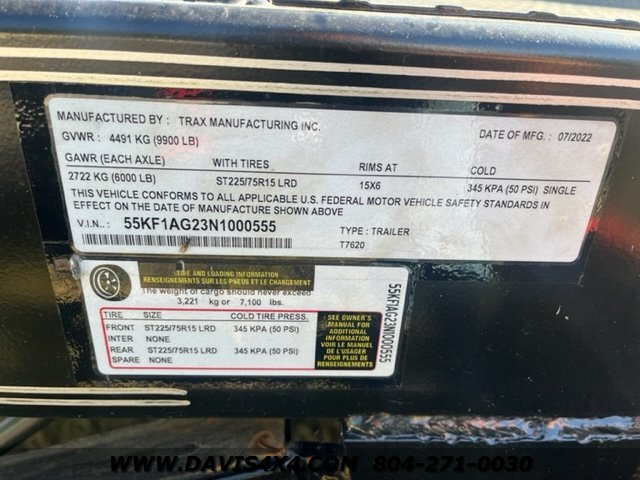 MANUFACTURED BY : TRAX MANUFACTURING INC.
GVWR : 4491 KG (9900 LB)
DATE OF MFG. : 07/2022
GAWR (EACH AXLE) WITH TIRES RIMS AT COLD
2722 KG (6000 LB) ST225/75R15 LRD 15X6 345 KPA (50 PSI) SINGLE
THIS VEHICLE CONFORMS TO ALL APPLICABLE U.S. FEDERAL MOTOR VEHICLE SAFETY STANDARDS IN
EFFECT ON THE DATE OF MANUFACTURE SHOWN ABOVE
V.I.N.. : 55KF1AG23N1000555
TYPE : TRAILER
T7620
TIRE AND LOADING INFORMATION
RENSEIGNEMENTS SUR LES PNEUS ET LE CHARGEMENT
The weight of cargo should never exceed
3,221 kg or 7,100 lbs.
TIRE SIZE COLD TIRE PRESS.
FRONT ST225/75R15 LRD 345 KPA (50 PSI)
INTER NONE
REAR ST225/75R15 LRD 345 KPA (50 PSI)
SPARE NONE
SEE OWNER'S
MANUAL FOR
ADDITIONAL
INFORMATION
VOIR LE MANUEL
DE L'USAGER
POUR PLUS DE
RENSEIGNEMENTS
55KF1AG23N1000555
WWW.DAVIS4X4.COM 804-271-0030